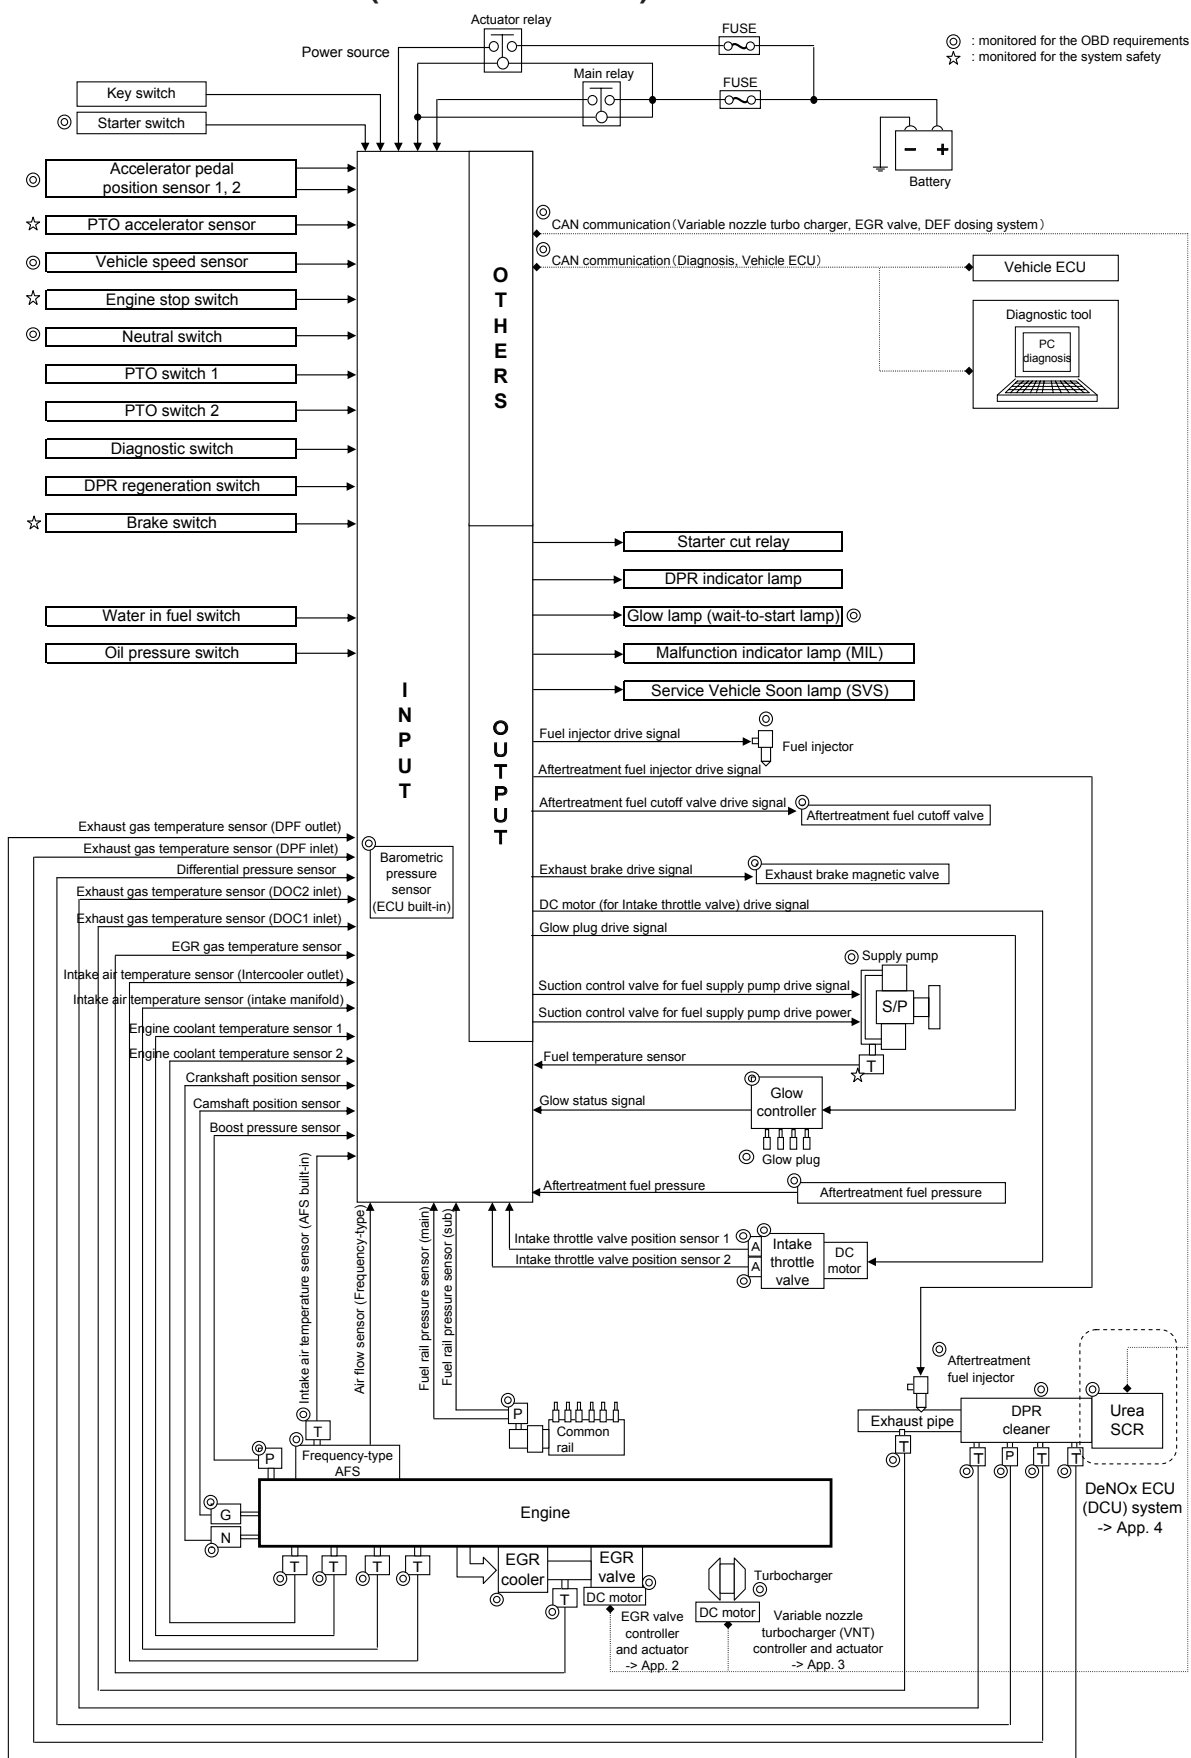 Actuator relay
FUSE
◎ : monitored for the OBD requirements
☆ : monitored for the system safety
Power source
Main relay
FUSE
Key switch
Starter switch
Battery
Accelerator pedal
position sensor 1, 2
PTO accelerator sensor
Vehicle speed sensor
Engine stop switch
Neutral switch
PTO switch 1
PTO switch 2
Diagnostic switch
DPR regeneration switch
Brake switch
Water in fuel switch
Oil pressure switch
INPUT
OTHERS
OUTPUT
CAN communication(Variable nozzle turbo charger, EGR valve, DEF dosing system)
CAN communication(Diagnosis, Vehicle ECU)
Vehicle ECU
Diagnostic tool
PC
diagnosis
Starter cut relay
DPR indicator lamp
Glow lamp (wait-to-start lamp)
Malfunction indicator lamp (MIL)
Service Vehicle Soon lamp (SVS)
Fuel injector drive signal
Fuel injector
Aftertreatment fuel injector drive signal
Aftertreatment fuel cutoff valve drive signal
Aftertreatment fuel cutoff valve
Exhaust brake drive signal
Exhaust brake magnetic valve
DC motor (for Intake throttle valve) drive signal
Glow plug drive signal
Supply pump
Suction control valve for fuel supply pump drive signal
S/P
Suction control valve for fuel supply pump drive power
Fuel temperature sensor
T
Glow status signal
Glow
controller
Glow plug
Aftertreatment fuel pressure
Aftertreatment fuel pressure
Intake throttle valve position sensor 1
Intake throttle valve position sensor 2
A
A
Intake
throttle
valve
DC
motor
Exhaust gas temperature sensor (DPF outlet)
Exhaust gas temperature sensor (DPF inlet)
Differential pressure sensor
Exhaust gas temperature sensor (DOC2 inlet)
Exhaust gas temperature sensor (DOC1 inlet)
EGR gas temperature sensor
Intake air temperature sensor (Intercooler outlet)
Intake air temperature sensor (intake manifold)
Engine coolant temperature sensor 1
Engine coolant temperature sensor 2
Crankshaft position sensor
Camshaft position sensor
Boost pressure sensor
Barometric
pressure
sensor
(ECU built-in)
Intake air temperature sensor (AFS built-in)
Air flow sensor (Frequency-type)
Fuel rail pressure sensor (main)
Fuel rail pressure sensor (sub)
Aftertreatment
fuel injector
Exhaust pipe
DPR
cleaner
Urea
SCR
T
T
P
T
T
DeNOx ECU
(DCU) system
-> App. 4
P
Common
rail
T
P
Frequency-type
AFS
G
N
Engine
T
T
T
T
EGR
cooler
T
EGR
valve
DC motor
EGR valve
controller
and actuator
-> App. 2
Turbocharger
DC motor
Variable nozzle
turbocharger (VNT)
controller and actuator
-> App. 3